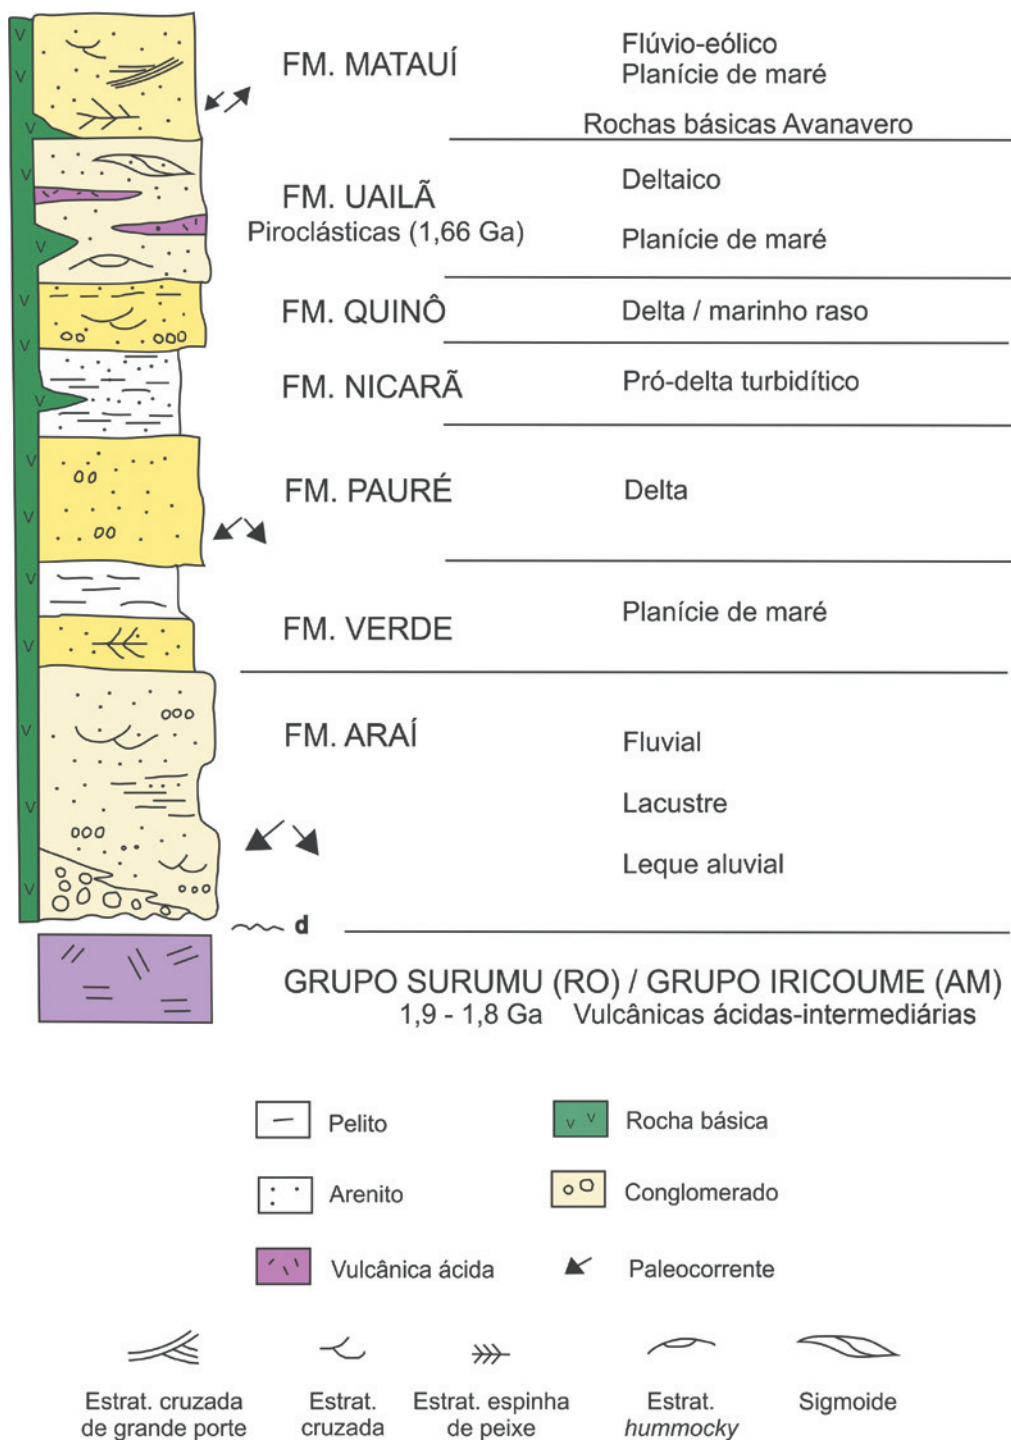 FM. MATAUÍ
Flúvio-eólico
Planície de maré
Rochas básicas Avanavero
FM. UAILÃ
Piroclásticas (1,66 Ga)
Deltaico
Planície de maré
FM. QUINÔ
Delta / marinho raso
FM. NICARÃ
Pró-delta turbidítico
FM. PAURÉ
Delta
FM. VERDE
Planície de maré
FM. ARAÍ
Fluvial
Lacustre
Leque aluvial
d
GRUPO SURUMU (RO) / GRUPO IRICOUME (AM)
1,9 - 1,8 Ga Vulcânicas ácidas-intermediárias
Pelito
Rocha básica
Arenito
Conglomerado
Vulcânica ácida
Paleocorrente
Estrat. cruzada
de grande porte
Estrat.
cruzada
Estrat. espinha
de peixe
Estrat.
hummocky
Sigmoide